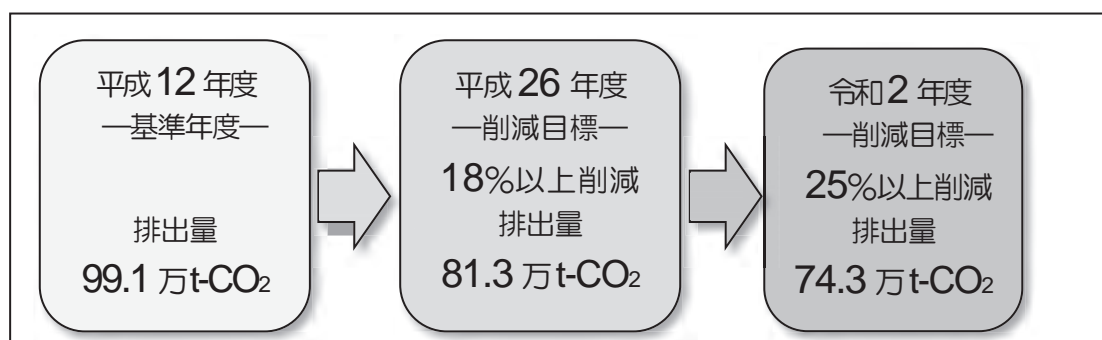 平成12年度
―基準年度―
排出量
99.1万t-CO₂
平成26年度
―削減目標―
18%以上削減
排出量
81.3万t-CO₂
令和2年度
―削減目標―
25%以上削減
排出量
74.3万t-CO₂